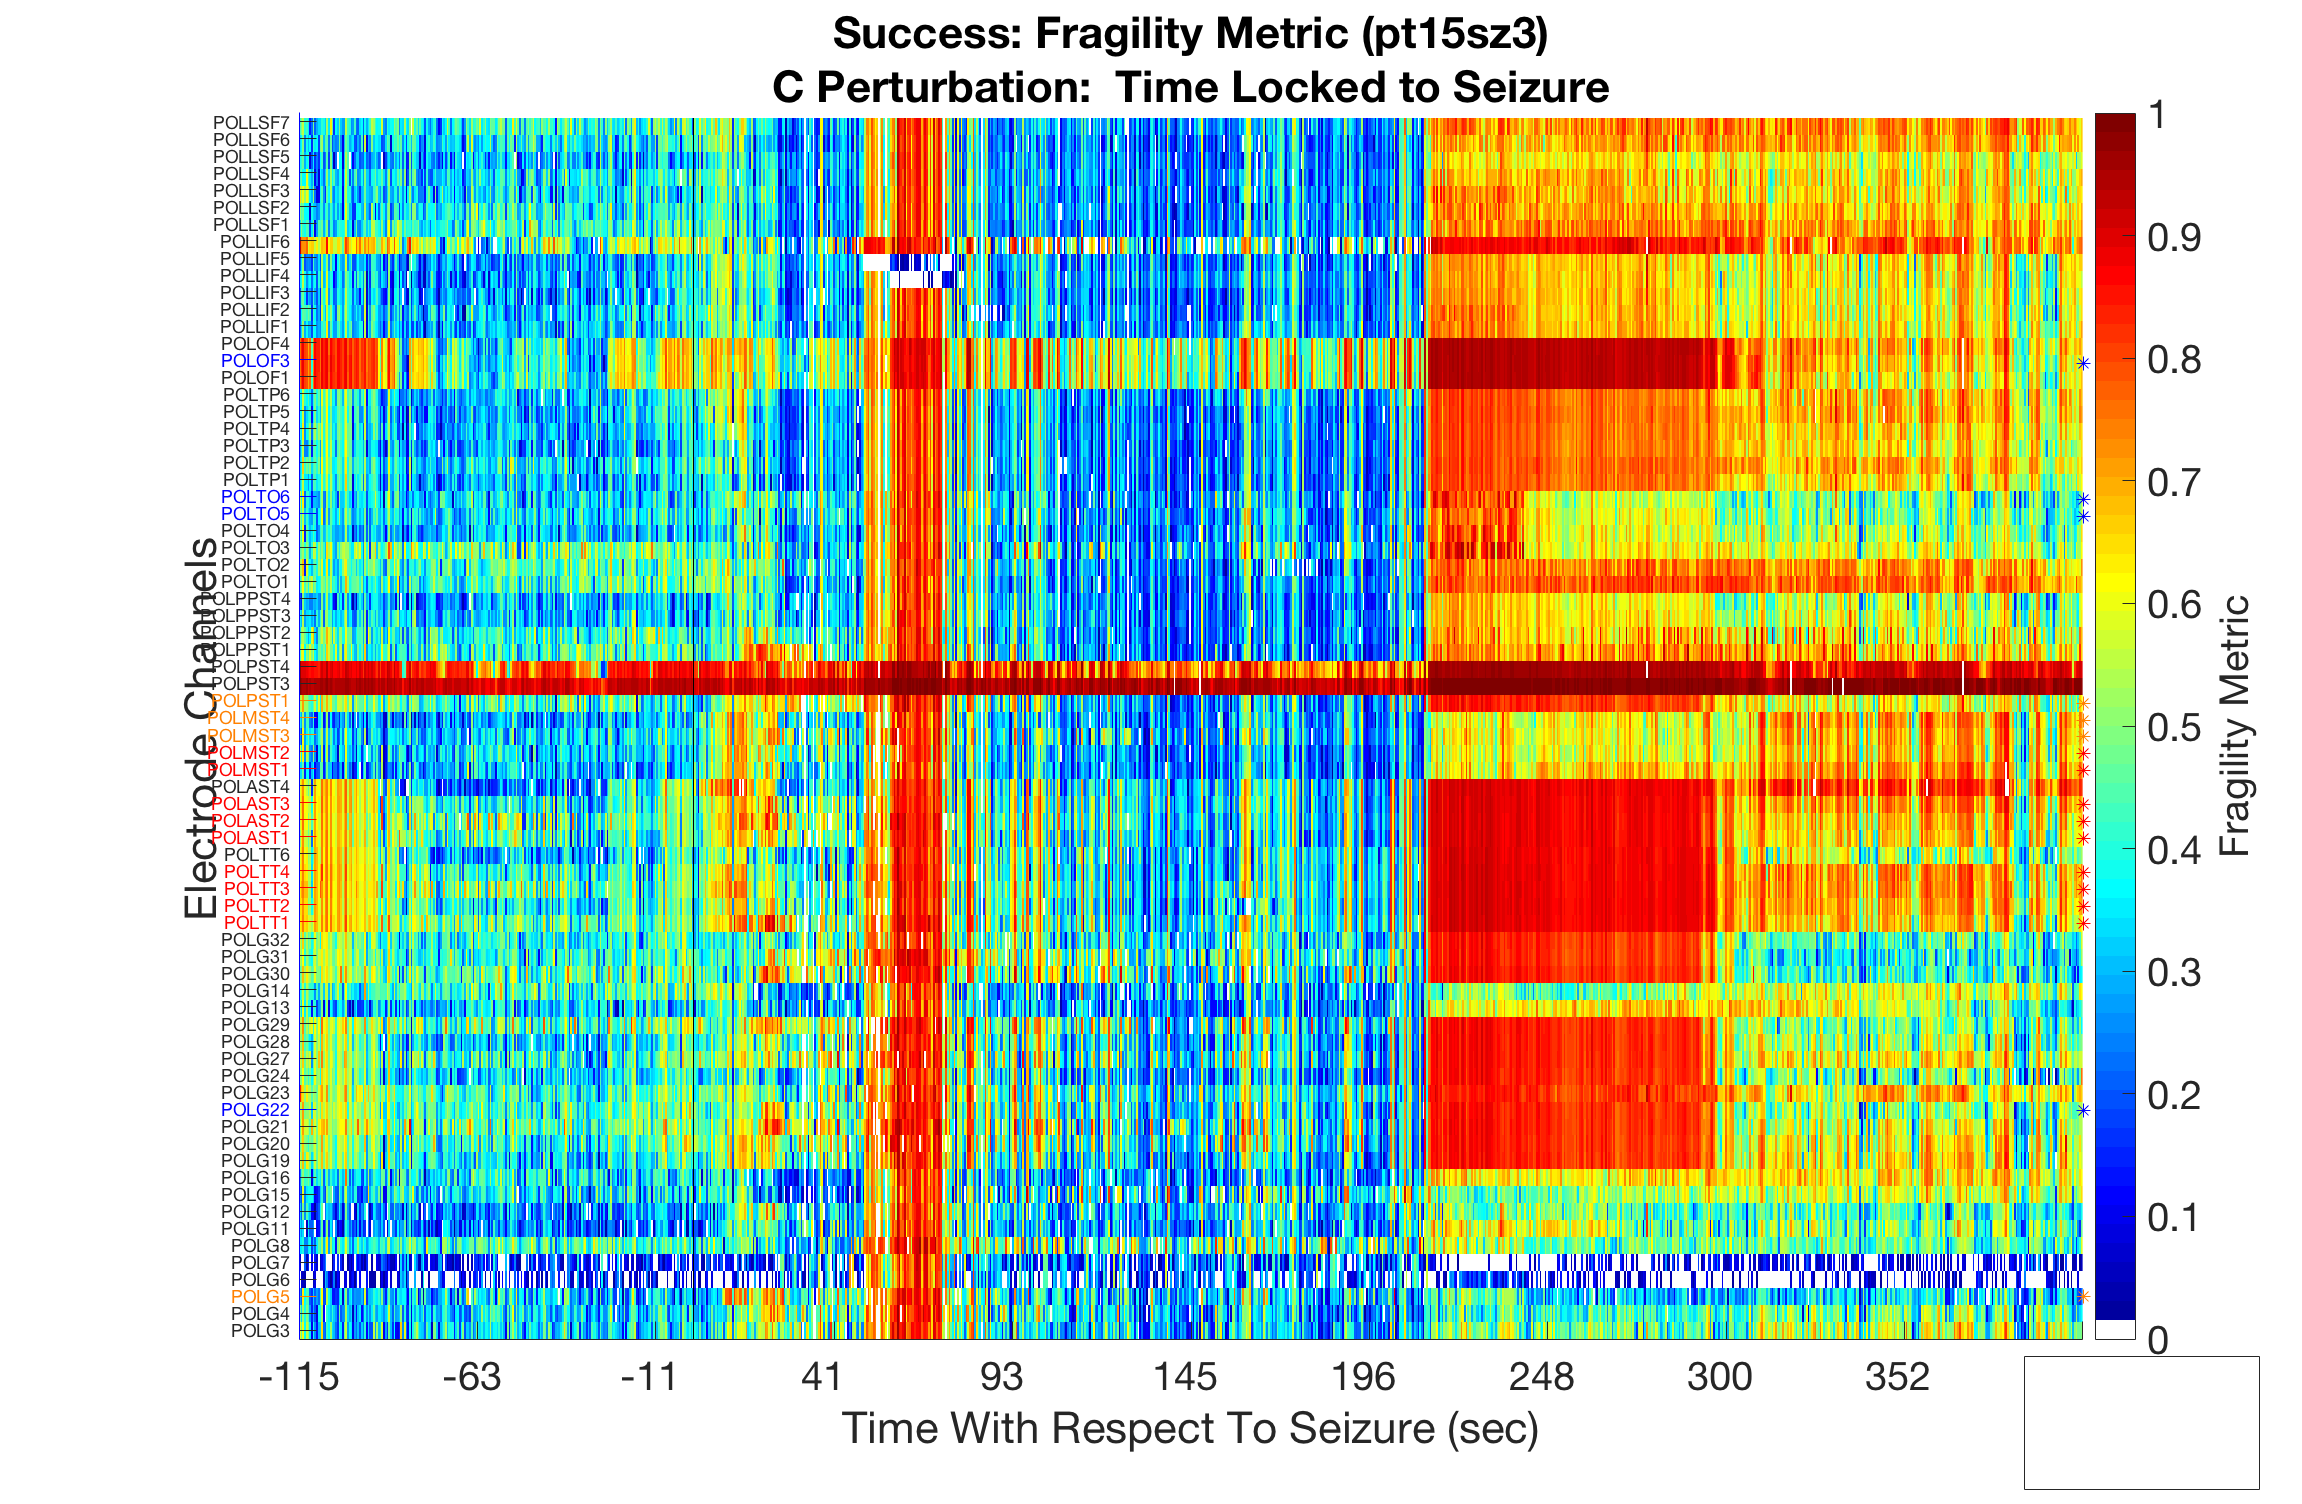 Success: Fragility Metric (pt15sz3)
C Perturbation:  Time Locked to Seizure
Electrode Channels
POLLSF7
POLLSF6
POLLSF5
POLLSF4
POLLSF3
POLLSF2
POLLSF1
POLLIF6
POLLIF5
POLLIF4
POLLIF3
POLLIF2
POLLIF1
POLOF4
POLOF3
POLOF1
POLTP6
POLTP5
POLTP4
POLTP3
POLTP2
POLTP1
POLTO6
POLTO5
POLTO4
POLTO3
POLTO2
POLTO1
POLPPST4
POLPPST3
POLPPST2
POLPPST1
POLPST4
POLPST3
POLPST1
POLMST4
POLMST3
POLMST2
POLMST1
POLAST4
POLAST3
POLAST2
POLAST1
POLTT6
POLTT4
POLTT3
POLTT2
POLTT1
POLG32
POLG31
POLG30
POLG14
POLG13
POLG29
POLG28
POLG27
POLG24
POLG23
POLG22
POLG21
POLG20
POLG19
POLG16
POLG15
POLG12
POLG11
POLG8
POLG7
POLG6
POLG5
POLG4
POLG3
-115 -63 -11 41 93 145 196 248 300 352
Time With Respect To Seizure (sec)
1
0.9
0.8
0.7
0.6
0.5
0.4
0.3
0.2
0.1
0
Fragility Metric